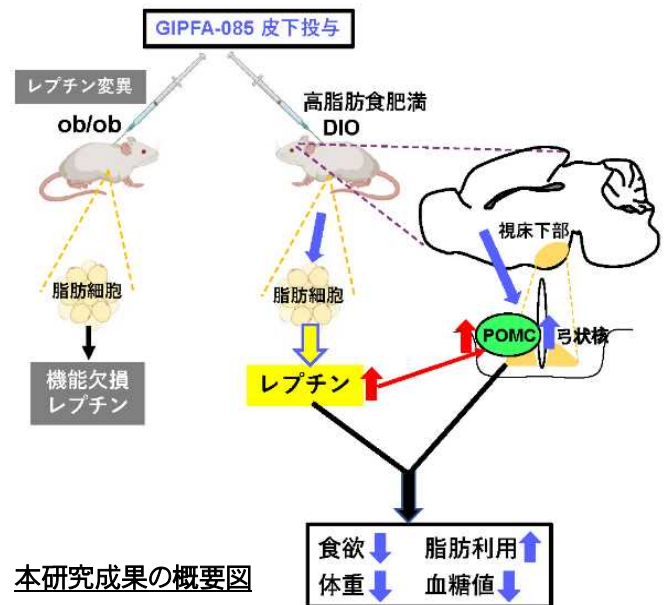 GIPFA-085 皮下投与
レプチン変異
ob/ob
高脂肪食肥満
DIO
視床下部
脂肪細胞
脂肪細胞
POMC
弓状核
機能欠損
レプチン
レプチン
食欲 脂肪利用
体重 血糖値
本研究成果の概要図